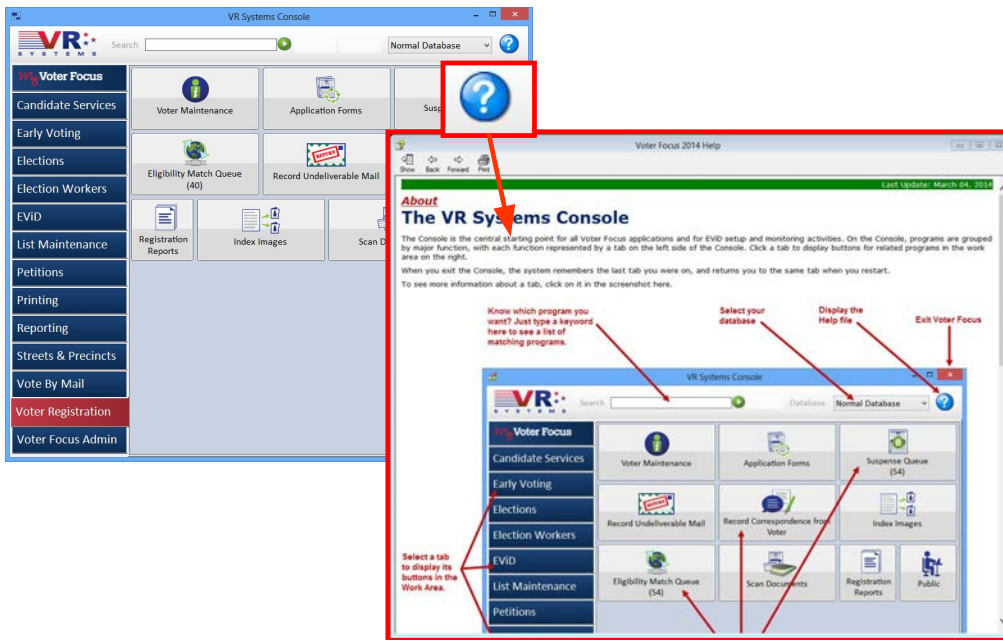 VR Systems Console
VR
SYSTEMS
Search
Normal Database
My Voter Focus
Candidate Services
Early Voting
Elections
Election Workers
EViD
List Maintenance
Petitions
Printing
Reporting
Streets & Precincts
Vote By Mail
Voter Registration
Voter Focus Admin
Voter Maintenance
Application Forms
Susp
Eligibility Match Queue
(40)
Record Undeliverable Mail
Registration
Reports
Index Images
Scan D
Voter Focus 2014 Help
Show Back Forward Print
Last Update: March 04, 2014
About
The VR Systems Console
The Console is the central starting point for all Voter Focus applications and for EViD setup and monitoring activities. On the Console, programs are grouped
by major function, with each function represented by a tab on the left side of the Console. Click a tab to display buttons for related programs in the work
area on the right.
When you exit the Console, the system remembers the last tab you were on, and returns you to the same tab when you restart.
To see more information about a tab, click on it in the screenshot here.
Know which program you
want? Just type a keyword
here to see a list of
matching programs.
Select your
database
Display the
Help file
Exit Voter Focus
VR Systems Console
VR
SYSTEMS
Search
Database
Normal Database
My Voter Focus
Candidate Services
Early Voting
Elections
Election Workers
EViD
List Maintenance
Petitions
Voter Maintenance
Application Forms
Suspense Queue
(54)
Record Undeliverable Mail
Record Correspondence from
Voter
Index Images
Eligibility Match Queue
(54)
Scan Documents
Registration
Reports
Public
Select a tab
to display its
buttons in the
Work Area.